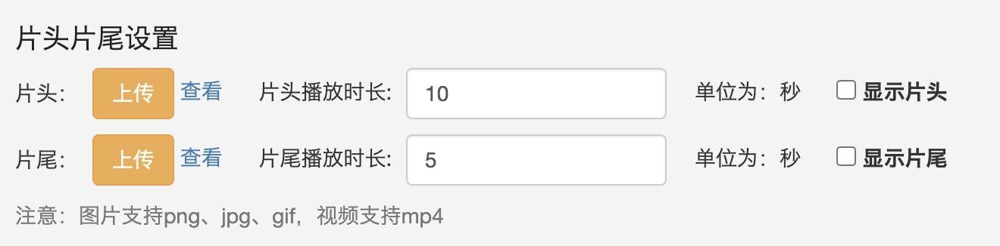 片头片尾设置
片头： 上传 查看 片头播放时长: 10 单位为：秒 显示片头
片尾： 上传 查看 片尾播放时长: 5 单位为：秒 显示片尾
注意：图片支持png、jpg、gif，视频支持mp4